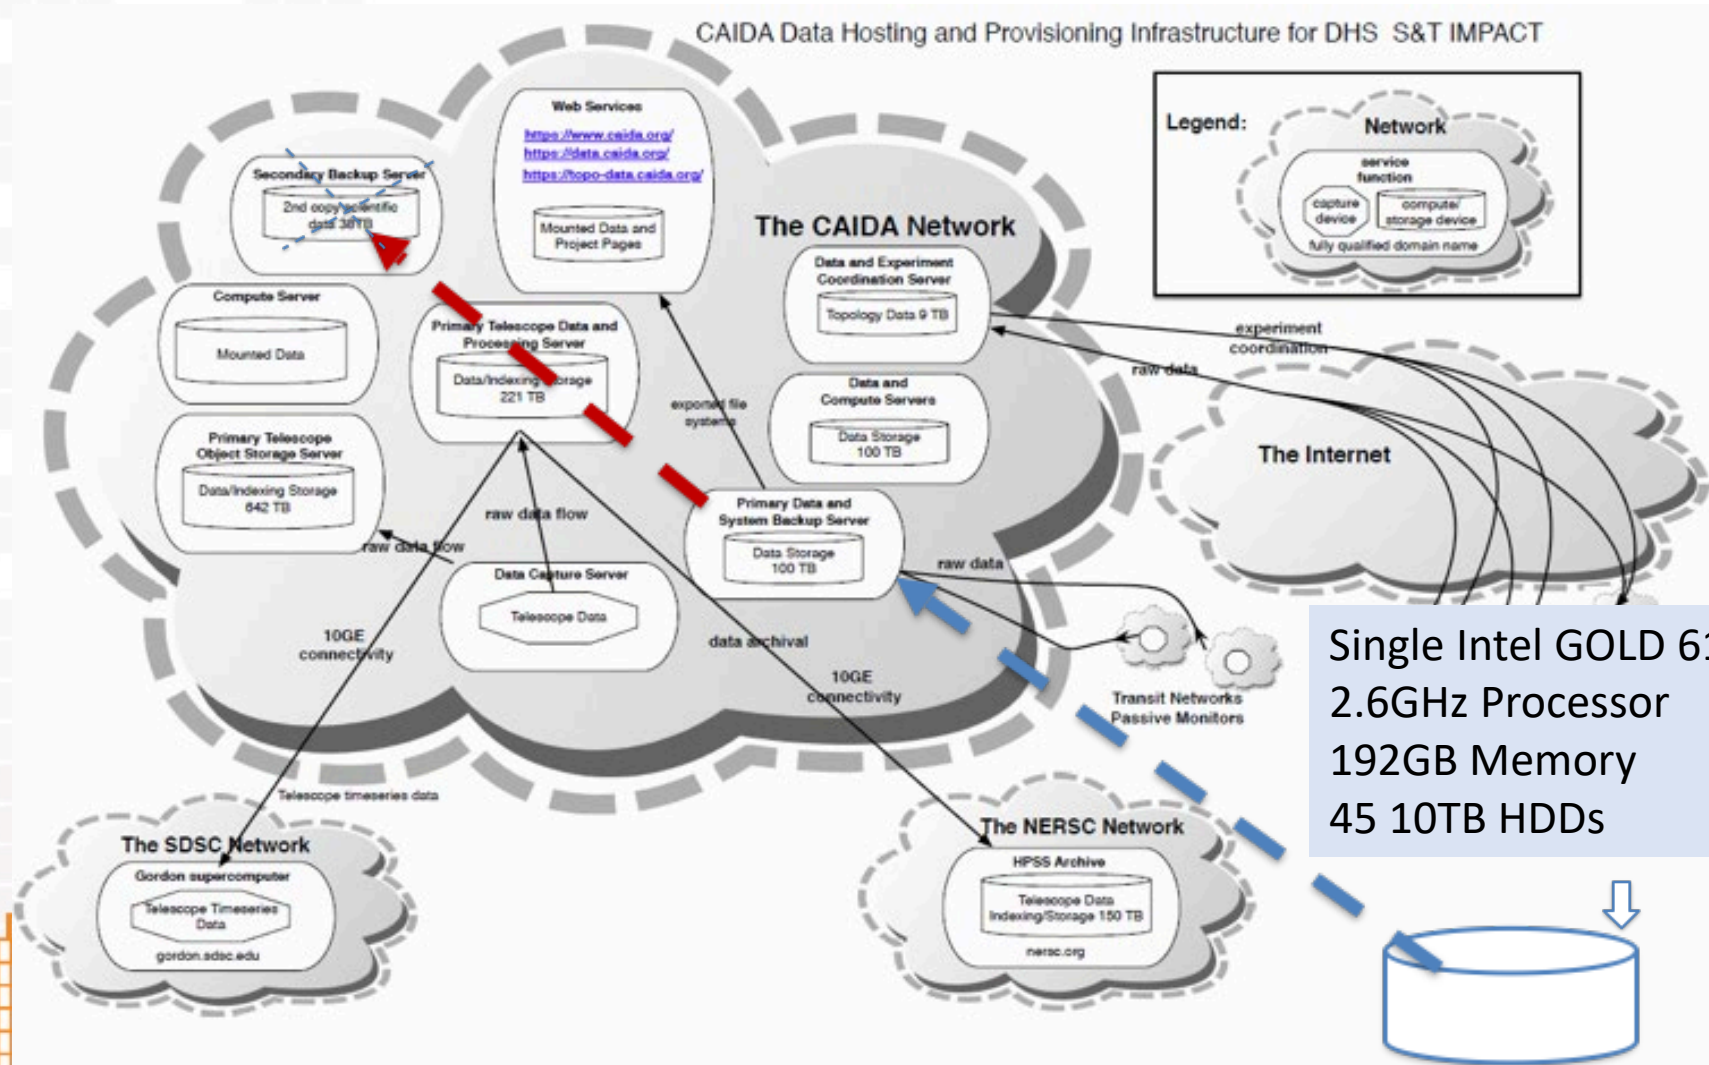 CAIDA Data Hosting and Provisioning Infrastructure for DHS S&T IMPACT
Legend:
Network
service
function
capture
device
compute/
storage device
fully qualified domain name
Web Services
https://www.caida.org/
https://data.caida.org/
https://topo-data.caida.org/
Mounted Data and
Project Pages
Secondary Backup Server
2nd copy scientific
data 38TB
The CAIDA Network
Data and Experiment
Coordination Server
Topology Data 9 TB
Compute Server
Mounted Data
Primary Telescope Data and
Processing Server
Data/Indexing Storage
221 TB
exported file
systems
Data and
Compute Servers
Data Storage
100 TB
experiment
coordination
raw data
The Internet
Primary Telescope
Object Storage Server
Data/Indexing Storage
642 TB
raw data flow
raw data flow
Primary Data and
System Backup Server
Data Storage
100 TB
raw data
Data Capture Server
Telescope Data
10GE
connectivity
data archival
10GE
connectivity
Transit Networks
Passive Monitors
Single Intel GOLD 61
2.6GHz Processor
192GB Memory
45 10TB HDDs
Telescope timeseries data
The SDSC Network
Gordon supercomputer
Telescope Timeseries
Data
gordon.sdsc.edu
The NERSC Network
HPSS Archive
Telescope Data
Indexing/Storage 150 TB
nersc.org